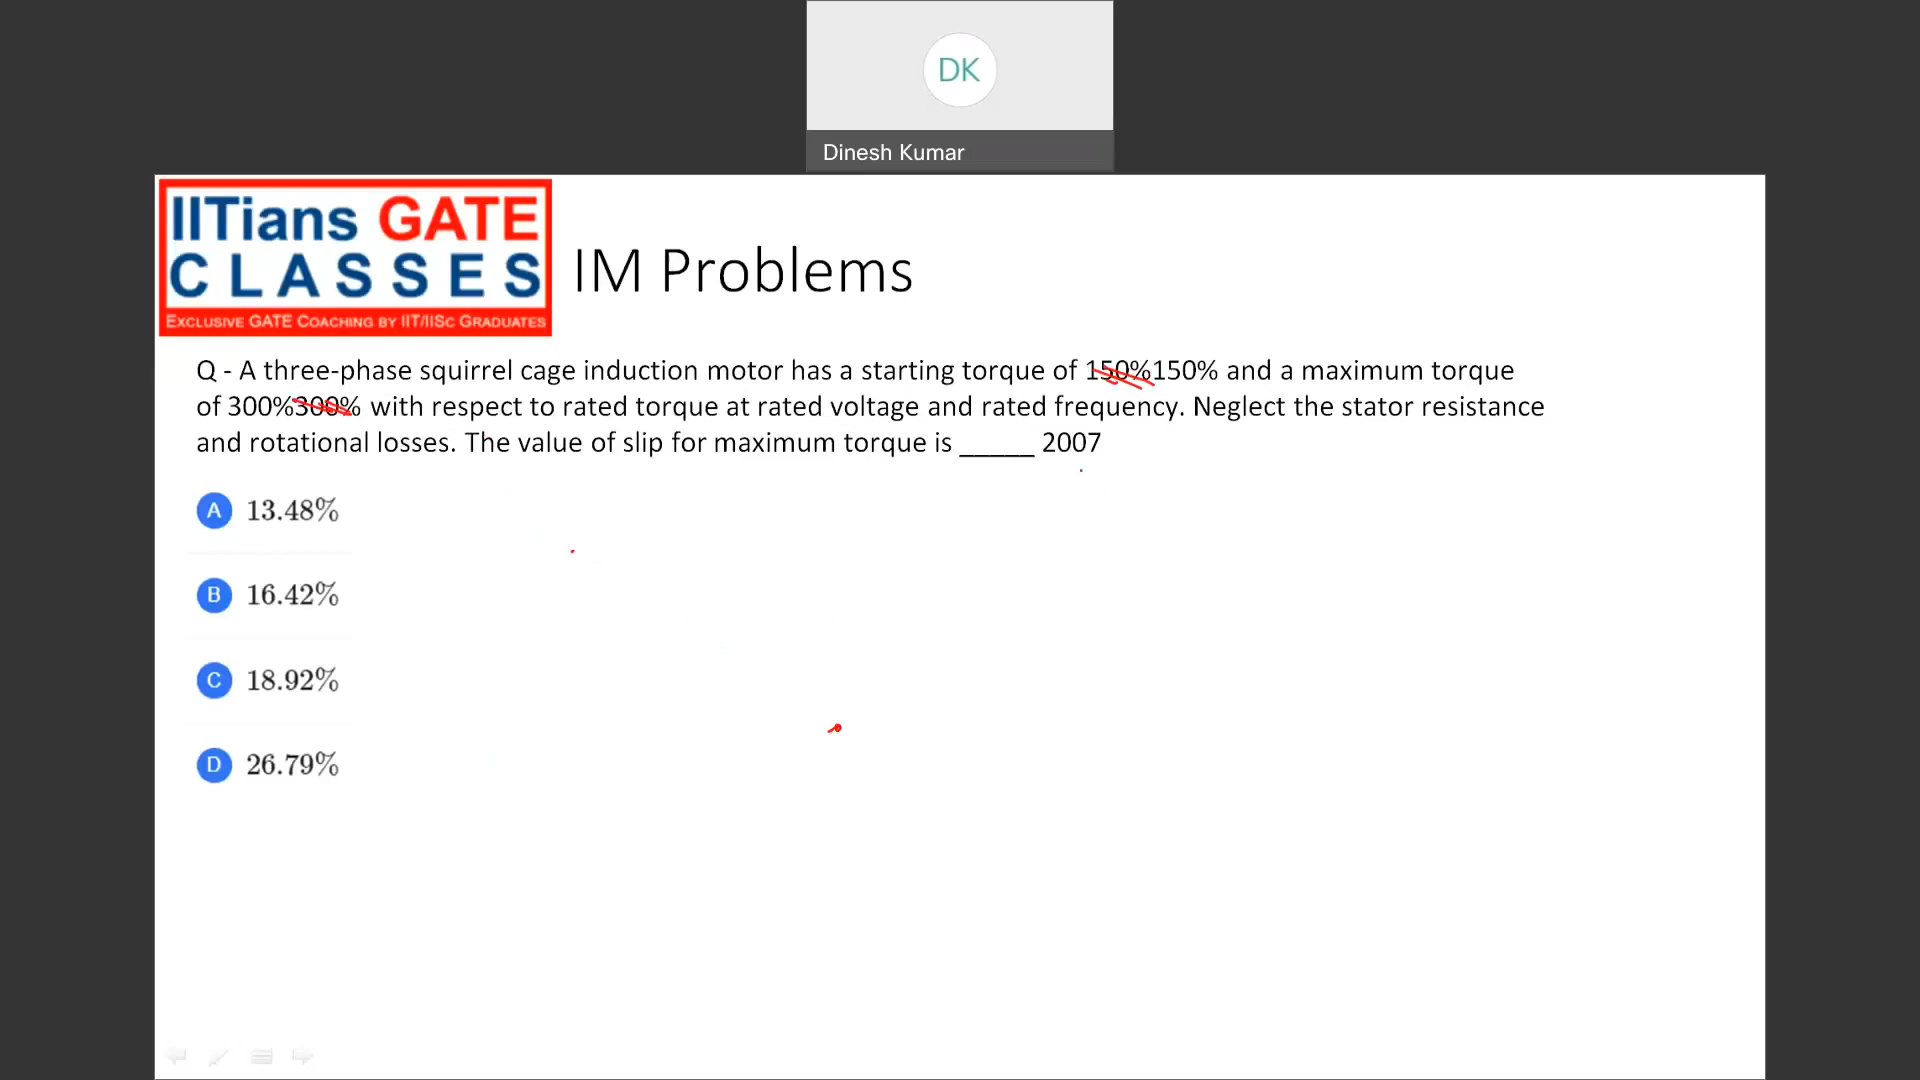 DK
Dinesh Kumar
IITians GATE
CLASSES
EXCLUSIVE GATE COACHING BY IIT/IISC GRADUATES
IM Problems
Q - A three-phase squirrel cage induction motor has a starting torque of 150%150% and a maximum torque
of 300%300% with respect to rated torque at rated voltage and rated frequency. Neglect the stator resistance
and rotational losses. The value of slip for maximum torque is _____ 2007
A 13.48%
B 16.42%
C 18.92%
D 26.79%